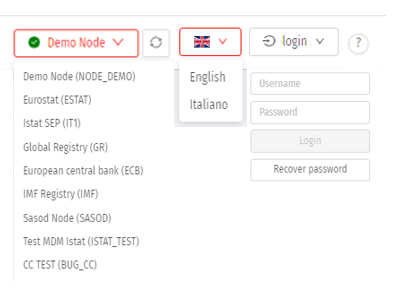 Demo Node
login
?
English
Italiano
Username
Password
Login
Recover password
Demo Node (NODE_DEMO)
Eurostat (ESTAT)
Istat SEP (IT1)
Global Registry (GR)
European central bank (ECB)
IMF Registry (IMF)
Sasod Node (SASOD)
Test MDM Istat (ISTAT_TEST)
CC TEST (BUG_CC)